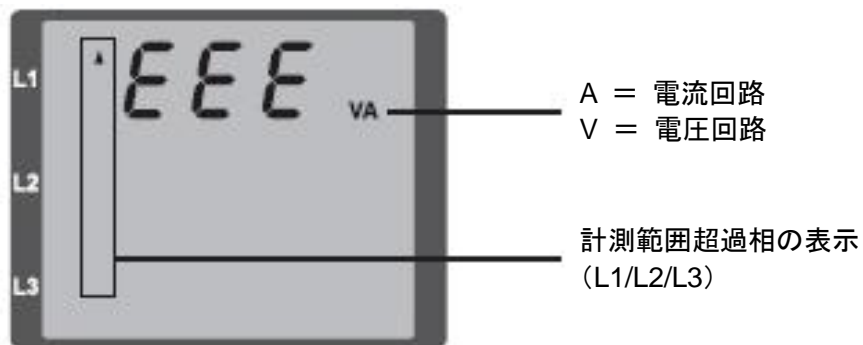 L1
EEE
VA
A ＝ 電流回路
V ＝ 電圧回路
L2
計測範囲超過相の表示
（L1/L2/L3）
L3